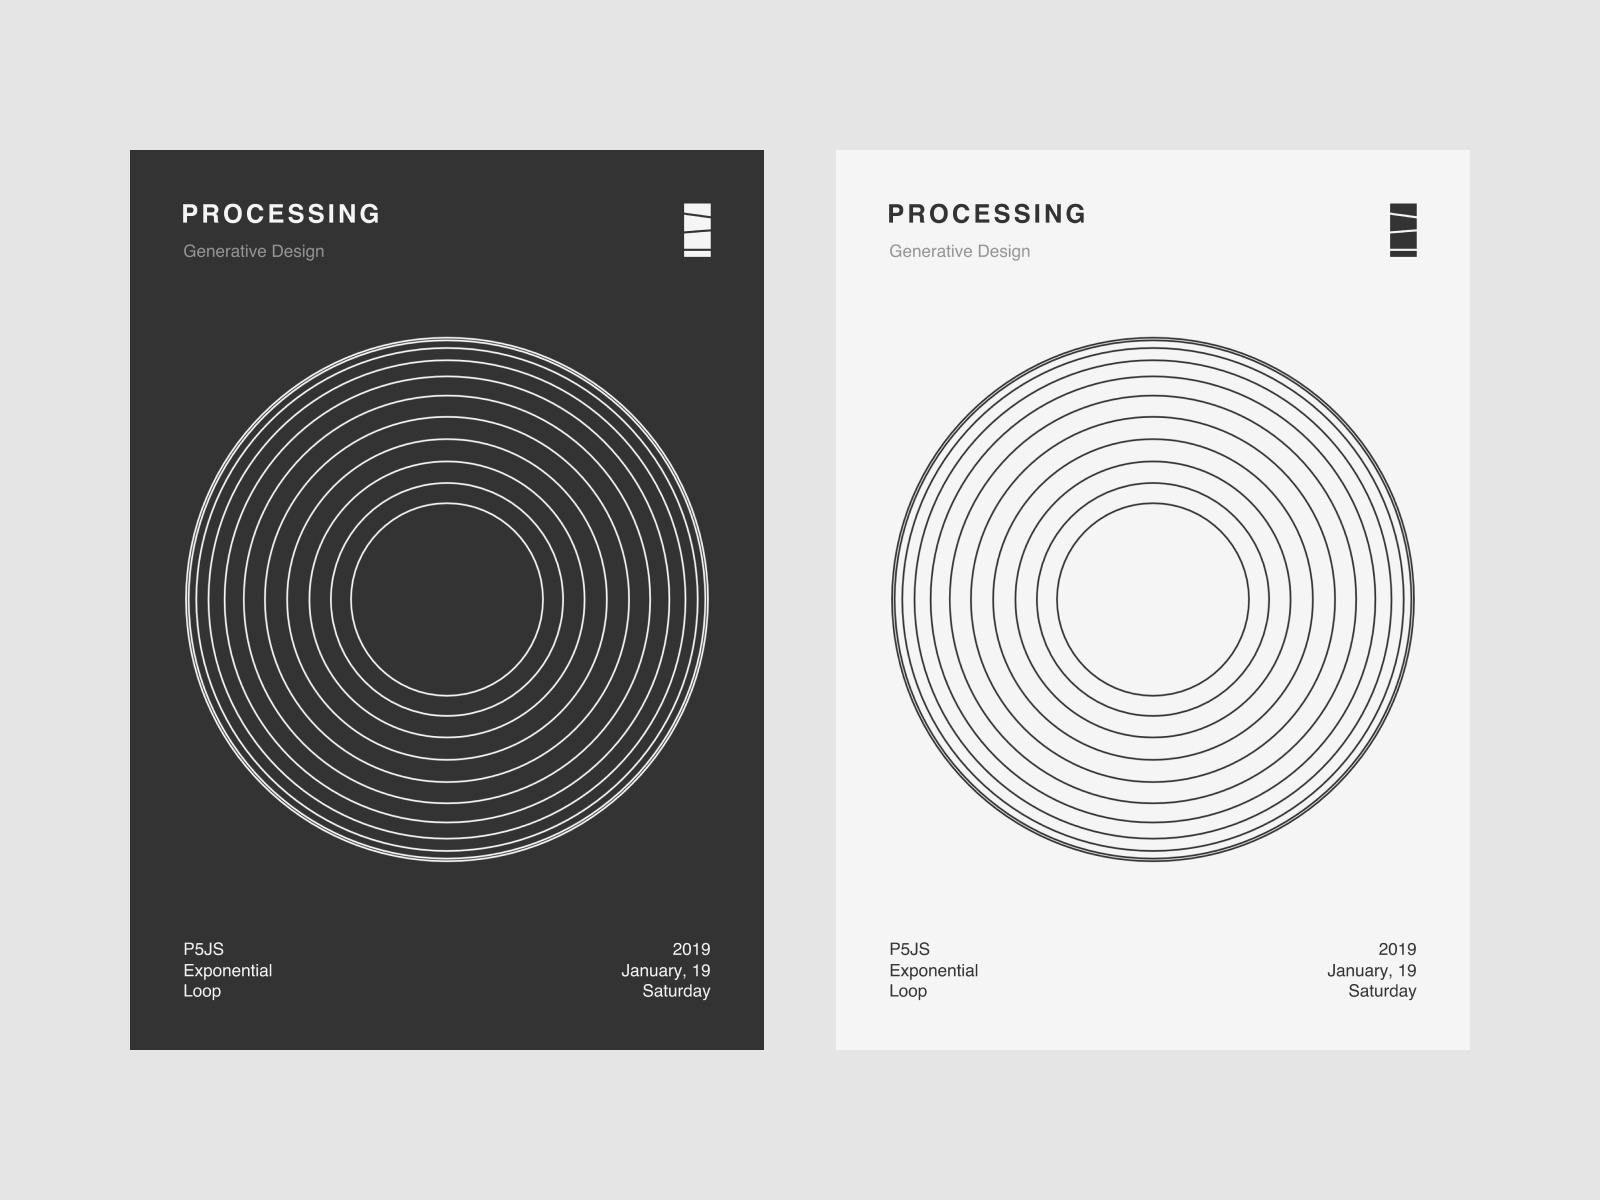 PROCESSING
Generative Design
P5JS
Exponential
Loop
2019
January, 19
Saturday
PROCESSING
Generative Design
P5JS
Exponential
Loop
2019
January, 19
Saturday